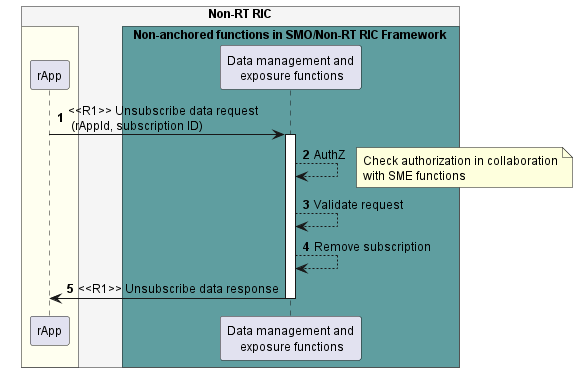 Non-RT RIC
Non-anchored functions in SMO/Non-RT RIC Framework
rApp
Data management and
exposure functions
1 <<R1>> Unsubscribe data request
(rAppId, subscription ID)
2 AuthZ
Check authorization in collaboration
with SME functions
3 Validate request
4 Remove subscription
5 <<R1>> Unsubscribe data response
rApp
Data management and
exposure functions